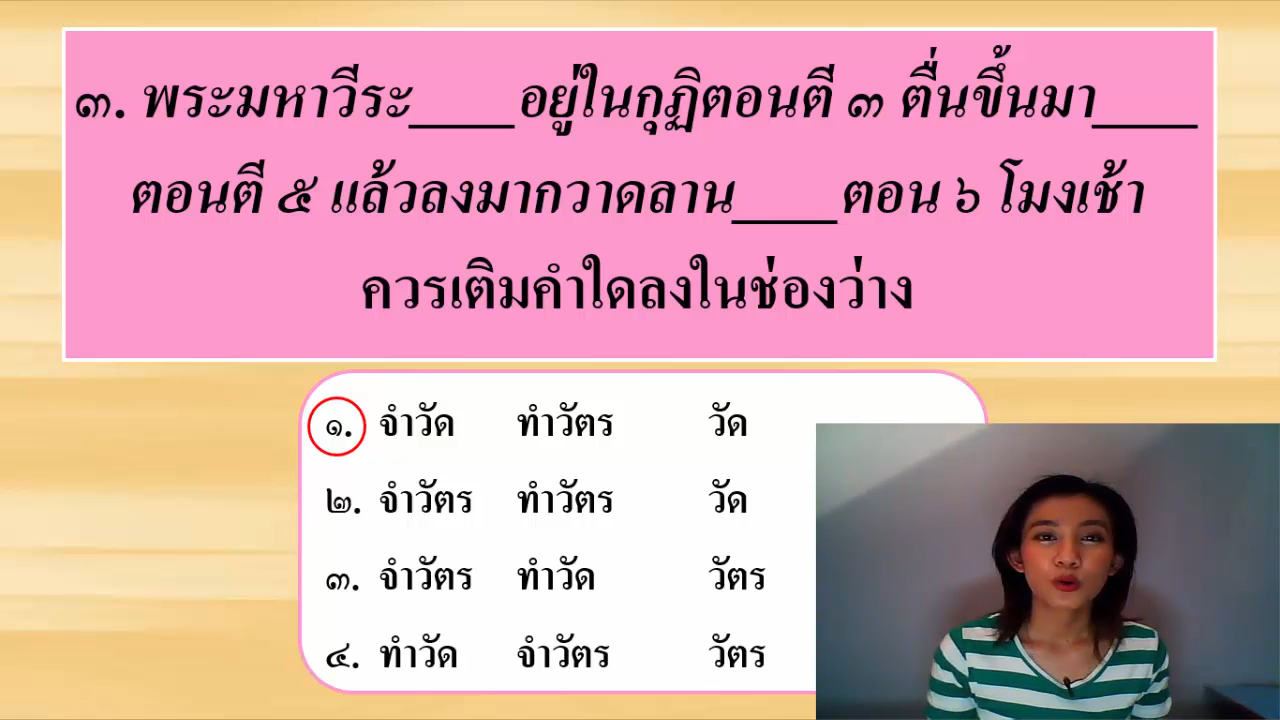 ๓. พระมหาวีระ____อยู่ในกุฏิตอนตี ๓ ตื่นขึ้นมา____
ตอนตี ๕ แล้วลงมากวาดลาน____ตอน ๖ โมงเช้า
ควรเติมคำใดลงในช่องว่าง
๑. จำวัด ทำวัตร วัด
๒. จำวัตร ทำวัตร วัด
๓. จำวัตร ทำวัด วัตร
๔. ทำวัด จำวัตร วัตร